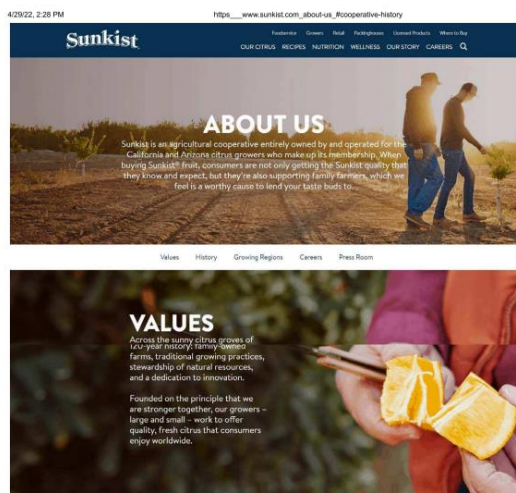 4/29/22, 2:28 PM https___www.sunkist.com_about-us_#cooperative-history
Foodservice Growers Retail Packinghouses Licensed Products Where to Buy
Sunkist
OUR CITRUS RECIPES NUTRITION WELLNESS OUR STORY CAREERS
ABOUT US
Sunkist is an agricultural cooperative entirely owned by and operated for the
California and Arizona citrus growers who make up its membership. When
buying Sunkist® fruit, consumers are not only getting the Sunkist quality that
they know and expect, but they're also supporting family farmers, which we
feel is a worthy cause to lend your taste buds to.
Values History Growing Regions Careers Press Room
VALUES
Across the sunny citrus groves of
120-year history: family-owned
farms, traditional growing practices,
stewardship of natural resources,
and a dedication to innovation.
Founded on the principle that we
are stronger together, our growers –
large and small – work to offer
quality, fresh citrus that consumers
enjoy worldwide.